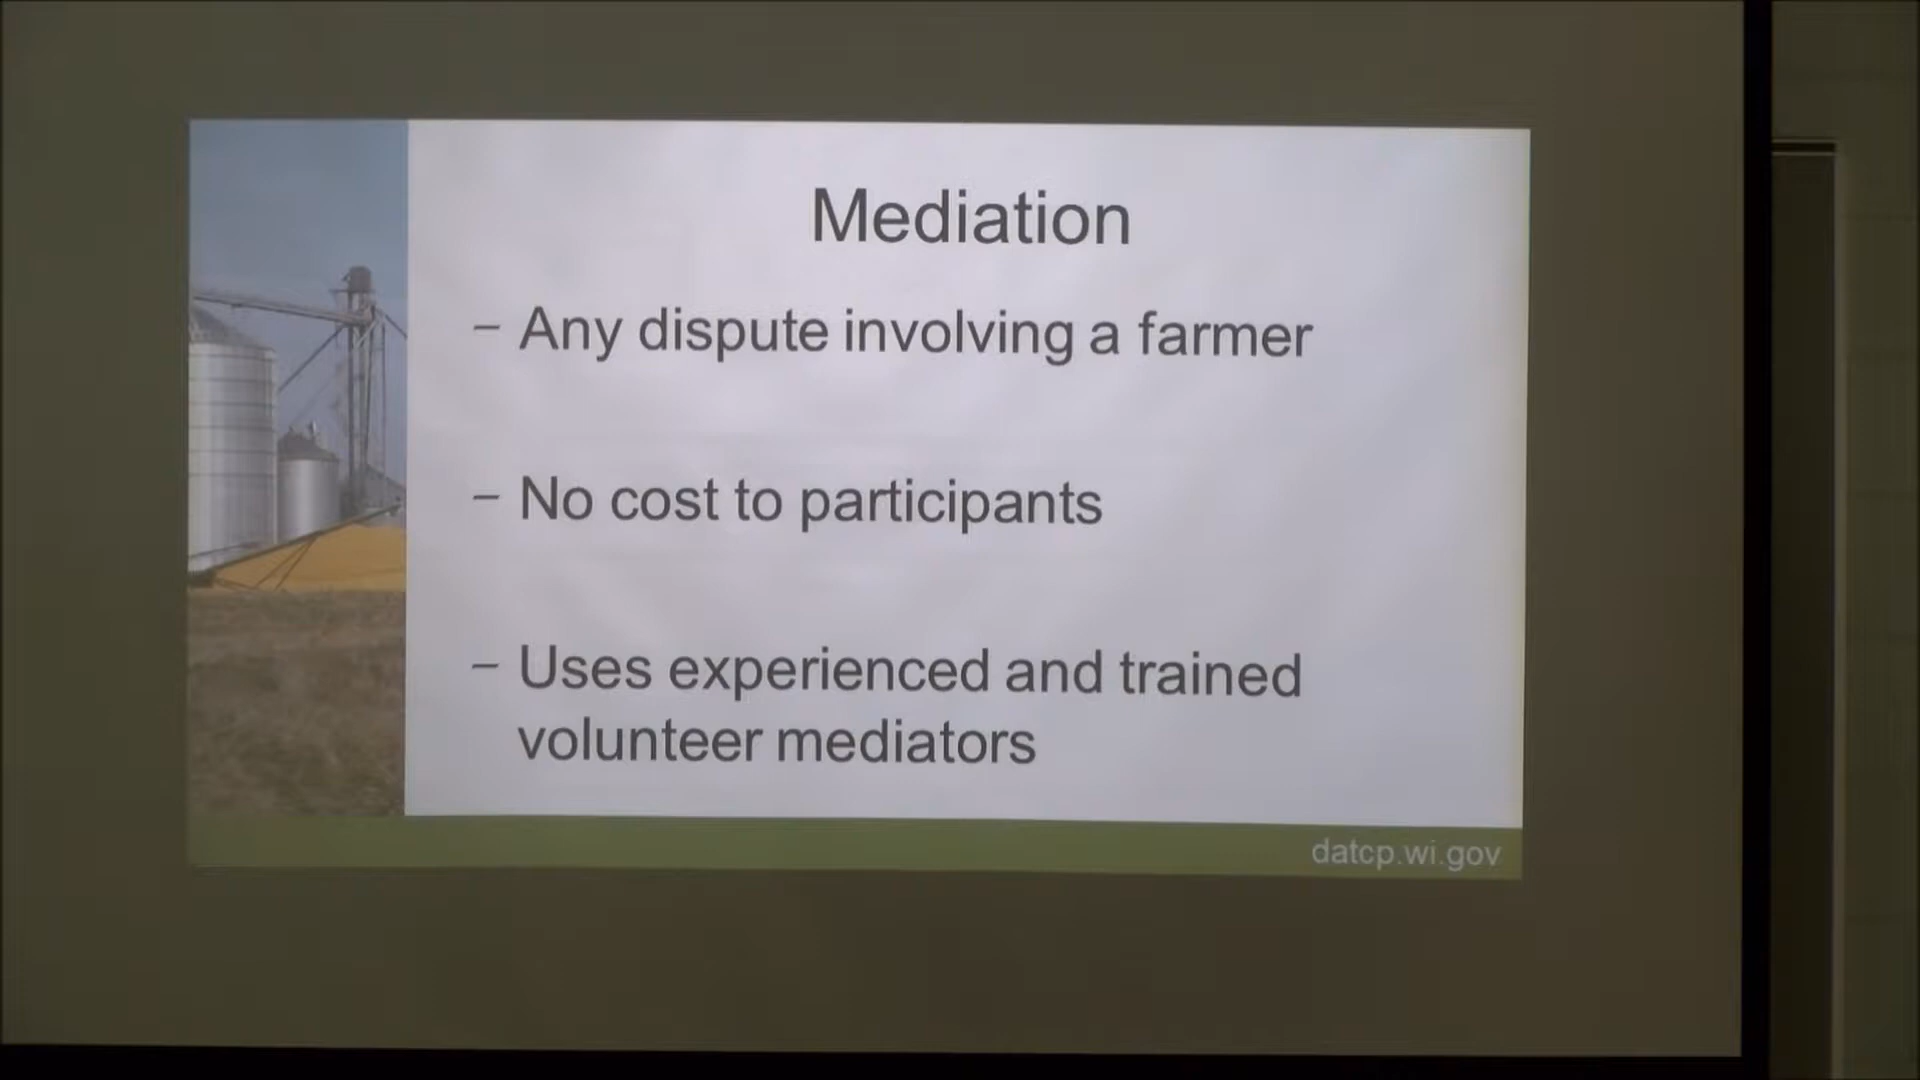 Mediation
– Any dispute involving a farmer
– No cost to participants
– Uses experienced and trained
volunteer mediators
datcp.wi.gov